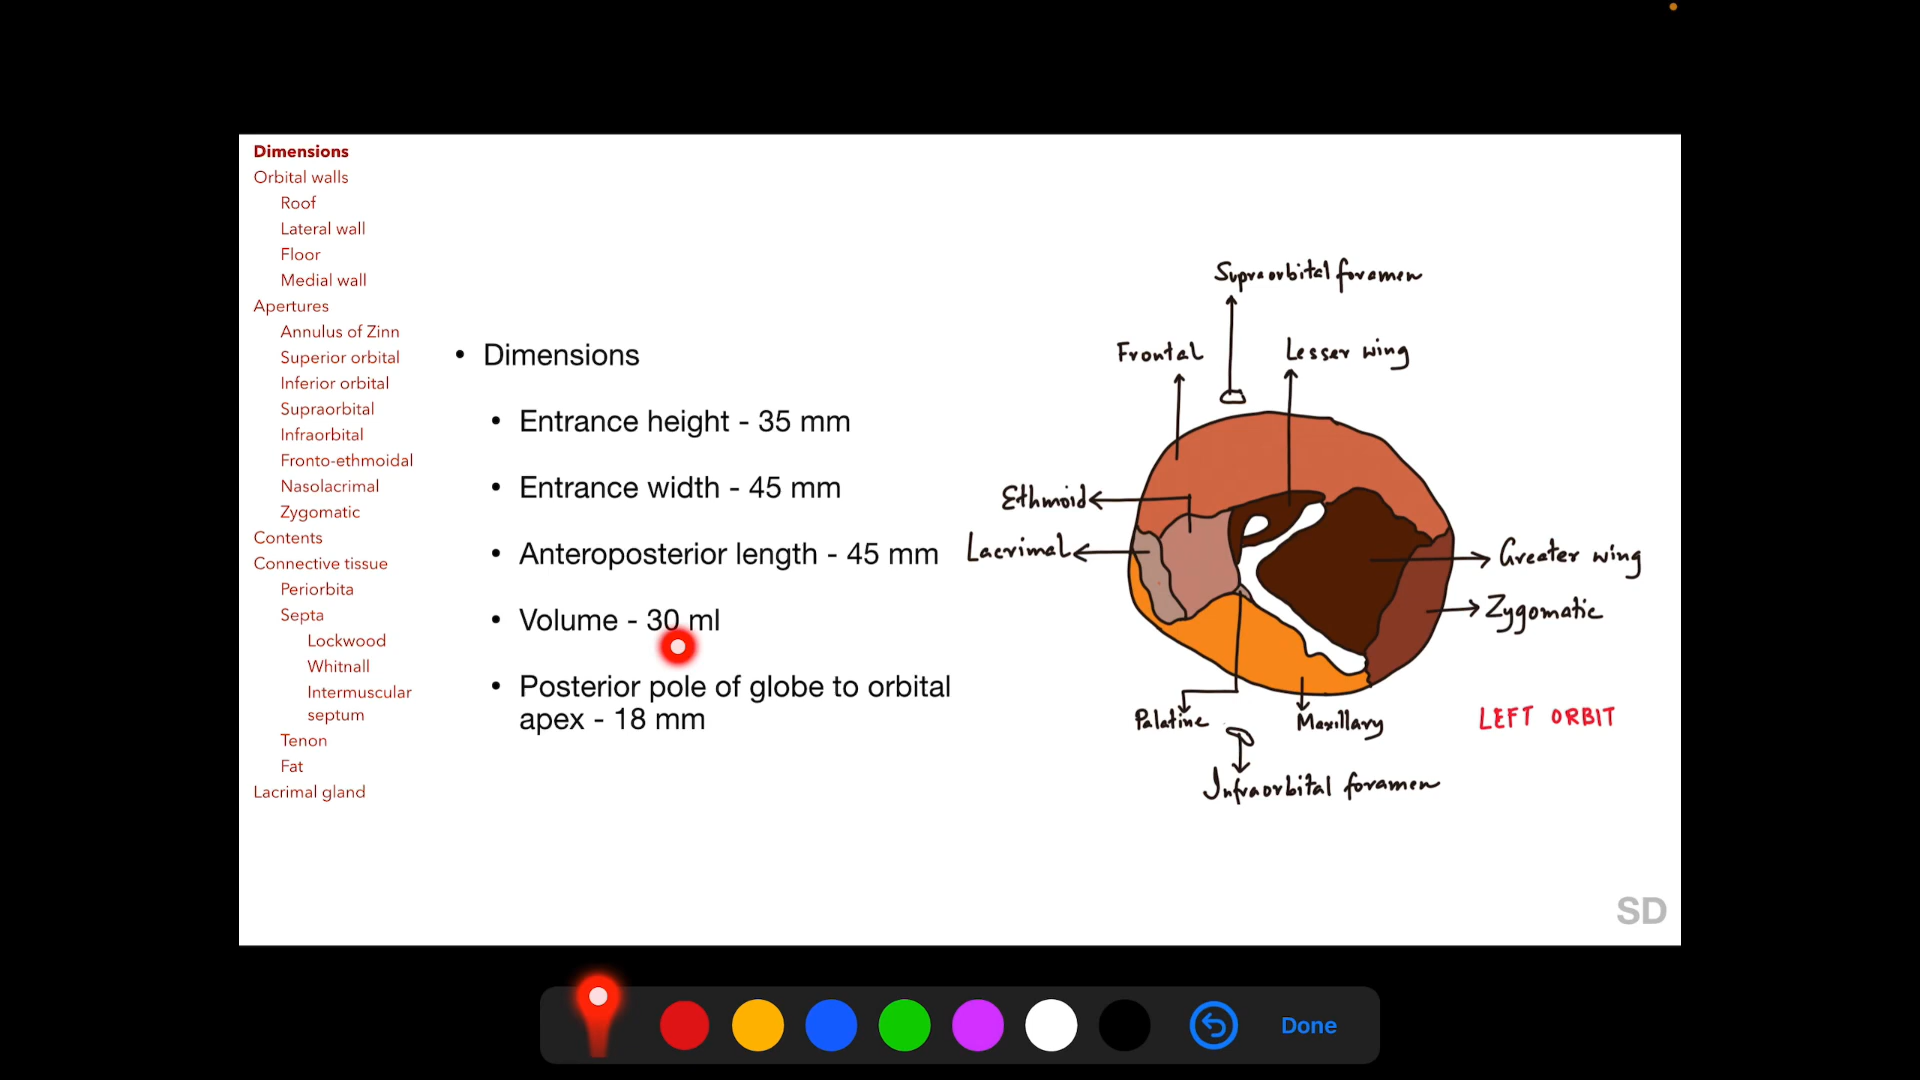 Dimensions
Orbital walls
Roof
Lateral wall
Floor
Medial wall
Apertures
Annulus of Zinn
Superior orbital
Inferior orbital
Supraorbital
Infraorbital
Fronto-ethmoidal
Nasolacrimal
Zygomatic
Contents
Connective tissue
Periorbita
Septa
Lockwood
Whitnall
Intermuscular
septum
Tenon
Fat
Lacrimal gland
• Dimensions
• Entrance height - 35 mm
• Entrance width - 45 mm
• Anteroposterior length - 45 mm
• Volume - 30 ml
• Posterior pole of globe to orbital
apex - 18 mm
Supraorbital foramen
Frontal
Lesser wing
Ethmoid
Lacrimal
Greater wing
Zygomatic
Palatine
Maxillary
LEFT ORBIT
Infraorbital foramen
SD
Done